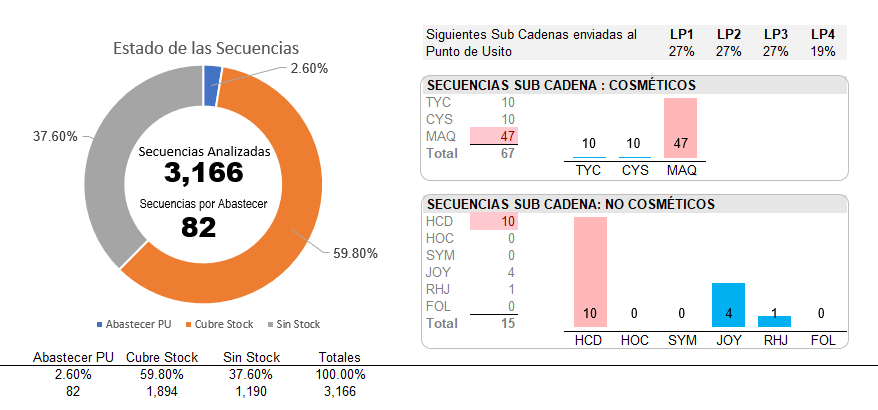 Estado de las Secuencias
2.60%
37.60%
59.80%
Secuencias Analizadas
3,166
Secuencias por Abastecer
82
Abastecer PU Cubre Stock Sin Stock
Abastecer PU Cubre Stock Sin Stock Totales
2.60% 59.80% 37.60% 100.00%
82 1,894 1,190 3,166
Siguientes Sub Cadenas enviadas al LP1 LP2 LP3 LP4
Punto de Usito 27% 27% 27% 19%
SECUENCIAS SUB CADENA : COSMÉTICOS
TYC 10
CYS 10
MAQ 47
Total 67
10 10 47
TYC CYS MAQ
SECUENCIAS SUB CADENA: NO COSMÉTICOS
HCD 10
HOC 0
SYM 0
JOY 4
RHJ 1
FOL 0
Total 15
10 0 0 4 1 0
HCD HOC SYM JOY RHJ FOL